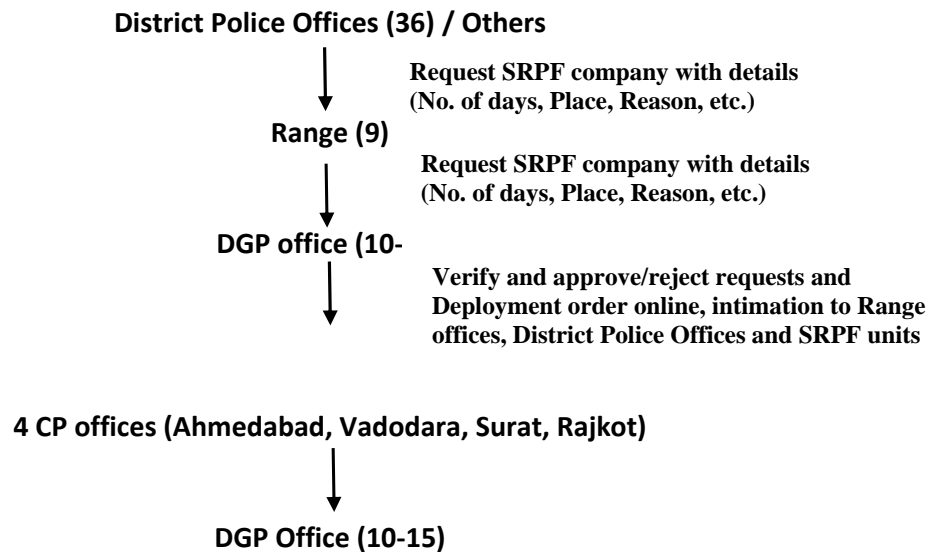 District Police Offices (36) / Others
Request SRPF company with details
(No. of days, Place, Reason, etc.)
Range (9)
Request SRPF company with details
(No. of days, Place, Reason, etc.)
DGP office (10-
Verify and approve/reject requests and
Deployment order online, intimation to Range
offices, District Police Offices and SRPF units
4 CP offices (Ahmedabad, Vadodara, Surat, Rajkot)
DGP Office (10-15)